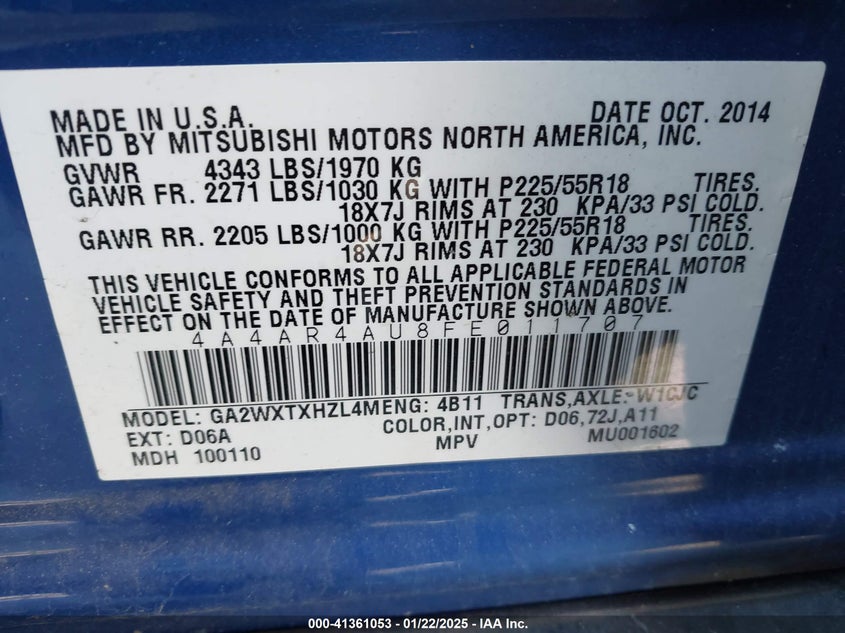 MADE IN U.S.A. DATE OCT. 2014
MFD BY MITSUBISHI MOTORS NORTH AMERICA, INC.
GVWR 4343 LBS/1970 KG
GAWR FR. 2271 LBS/1030 KG WITH P225/55R18 TIRES.
18X7J RIMS AT 230 KPA/33 PSI COLD.
GAWR RR. 2205 LBS/1000 KG WITH P225/55R18 TIRES.
18X7J RIMS AT 230 KPA/33 PSI COLD.
THIS VEHICLE CONFORMS TO ALL APPLICABLE FEDERAL MOTOR
VEHICLE SAFETY AND THEFT PREVENTION STANDARDS IN
EFFECT ON THE DATE OF MANUFACTURE SHOWN ABOVE.
4A4AR4AU8FE011707
MODEL: GA2WXTXHZL4M ENG: 4B11 TRANS,AXLE: W1CJC
EXT: D06A COLOR,INT,OPT: D06,72J,A11
MDH 100110 MPV MU001602
000-41361053 - 01/22/2025 - IAAI Inc.